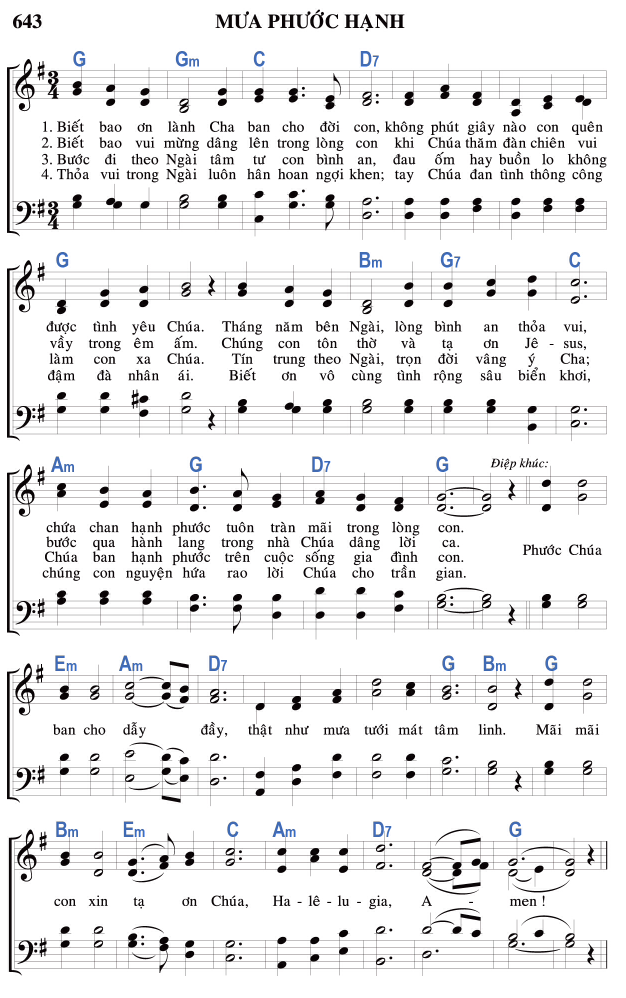 643 MƯA PHƯỚC HẠNH
G Gm C D7
1. Biết bao ơn lành Cha ban cho đời con, không phút giây nào con quên
2. Biết bao vui mừng dâng lên trong lòng con khi Chúa thăm đàn chiên vui
3. Bước đi theo Ngài tâm tư con bình an, đau ốm hay buồn lo không
4. Thỏa vui trong Ngài luôn hân hoan ngợi khen; tay Chúa đan tình thông công
G Bm G7 C
được tình yêu Chúa. Tháng năm bên Ngài, lòng bình an thỏa vui,
vầy trong êm ấm. Chúng con tôn thờ và tạ ơn Jê - sus,
làm con xa Chúa. Tín trung theo Ngài, trọn đời vâng ý Cha;
đậm đà nhân ái. Biết ơn vô cùng tình rộng sâu biển khơi,
Am G D7 G Điệp khúc:
chứa chan hạnh phước tuôn tràn mãi trong lòng con.
bước qua hành lang trong nhà Chúa dâng lời ca.
Chúa ban hạnh phước trên cuộc sống gia đình con.
chúng con nguyện hứa rao lời Chúa cho trần gian.
Phước Chúa
Em Am D7 G Bm G
ban cho dẫy đầy, thật như mưa tưới mát tâm linh. Mãi mãi
Bm Em C Am D7 G
con xin tạ ơn Chúa, Ha - lê - lu - gia, A - men !